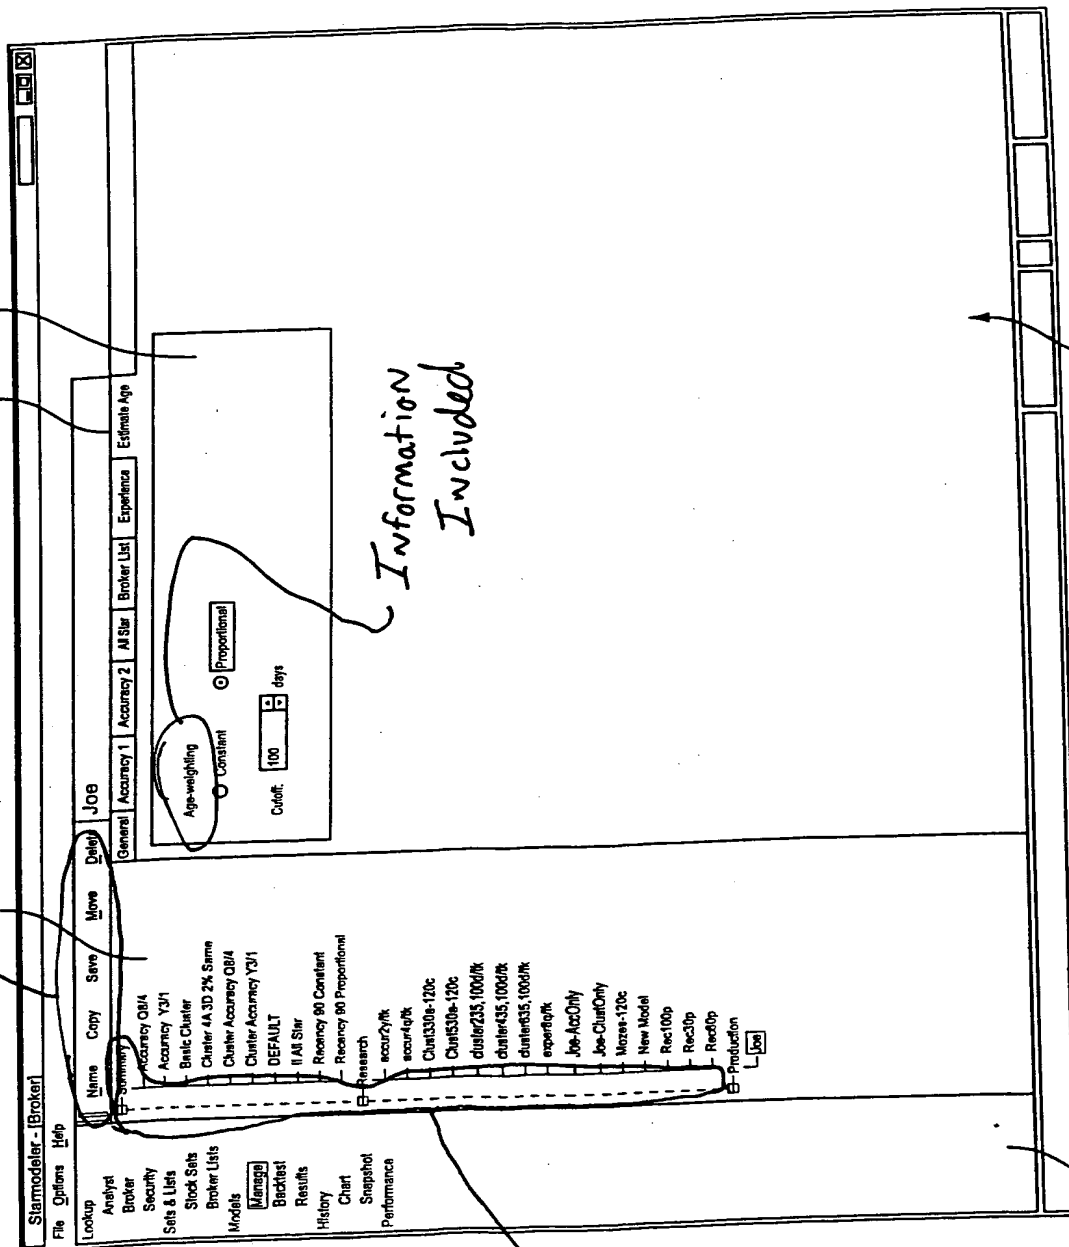 Starmodeler - [Broker]
File Options Help
Lookup
Analyst
Broker
Security
Sets & Lists
Stock Sets
Broker Lists
Models
Manage
Backtest
Results
History
Chart
Snapshot
Performance
Name Copy Save Move Delete Joe
Summary
Accuracy Q8/4
Accuracy Y3/1
Basic Cluster
Cluster 4A 3D 2% Same
Cluster Accuracy Q8/4
Cluster Accuracy Y3/1
DEFAULT
II All Star
Recency 90 Constant
Recency 90 Proportional
Research
accur2y/tk
accur4q/tk
Clust330s-120c
Clust530s-120c
cluster235,100d/tk
cluster435,100d/tk
cluster635,100d/tk
exper8q/tk
Joe-AccOnly
Joe-ClustOnly
Mozes-120c
New Model
Rec100p
Rec30p
Rec60p
Production
Joe
General Accuracy 1 Accuracy 2 All Star Broker List Experience Estimate Age
Age-weighting
Constant Proportional
Cutoff: 100 days
Information
Included